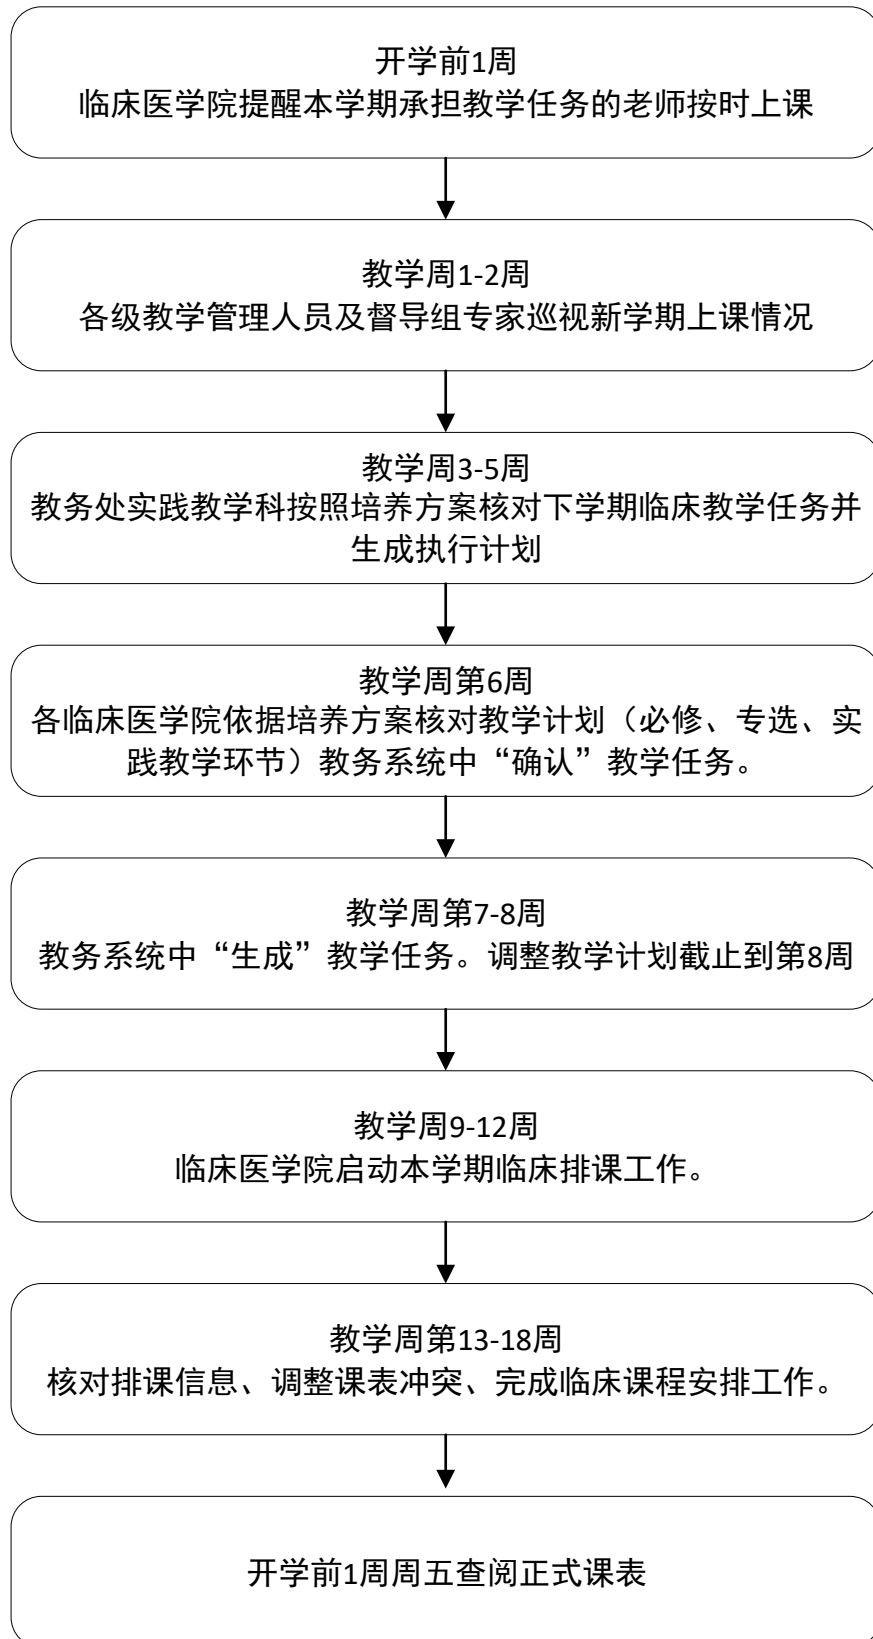 开学前1周
临床医学院提醒本学期承担教学任务的老师按时上课
教学周1-2周
各级教学管理人员及督导组专家巡视新学期上课情况
教学周3-5周
教务处实践教学科按照培养方案核对下学期临床教学任务并
生成执行计划
教学周第6周
各临床医学院依据培养方案核对教学计划（必修、专选、实
践教学环节）教务系统中“确认”教学任务。
教学周第7-8周
教务系统中“生成”教学任务。调整教学计划截止到第8周
教学周9-12周
临床医学院启动本学期临床排课工作。
教学周第13-18周
核对排课信息、调整课表冲突、完成临床课程安排工作。
开学前1周周五查阅正式课表